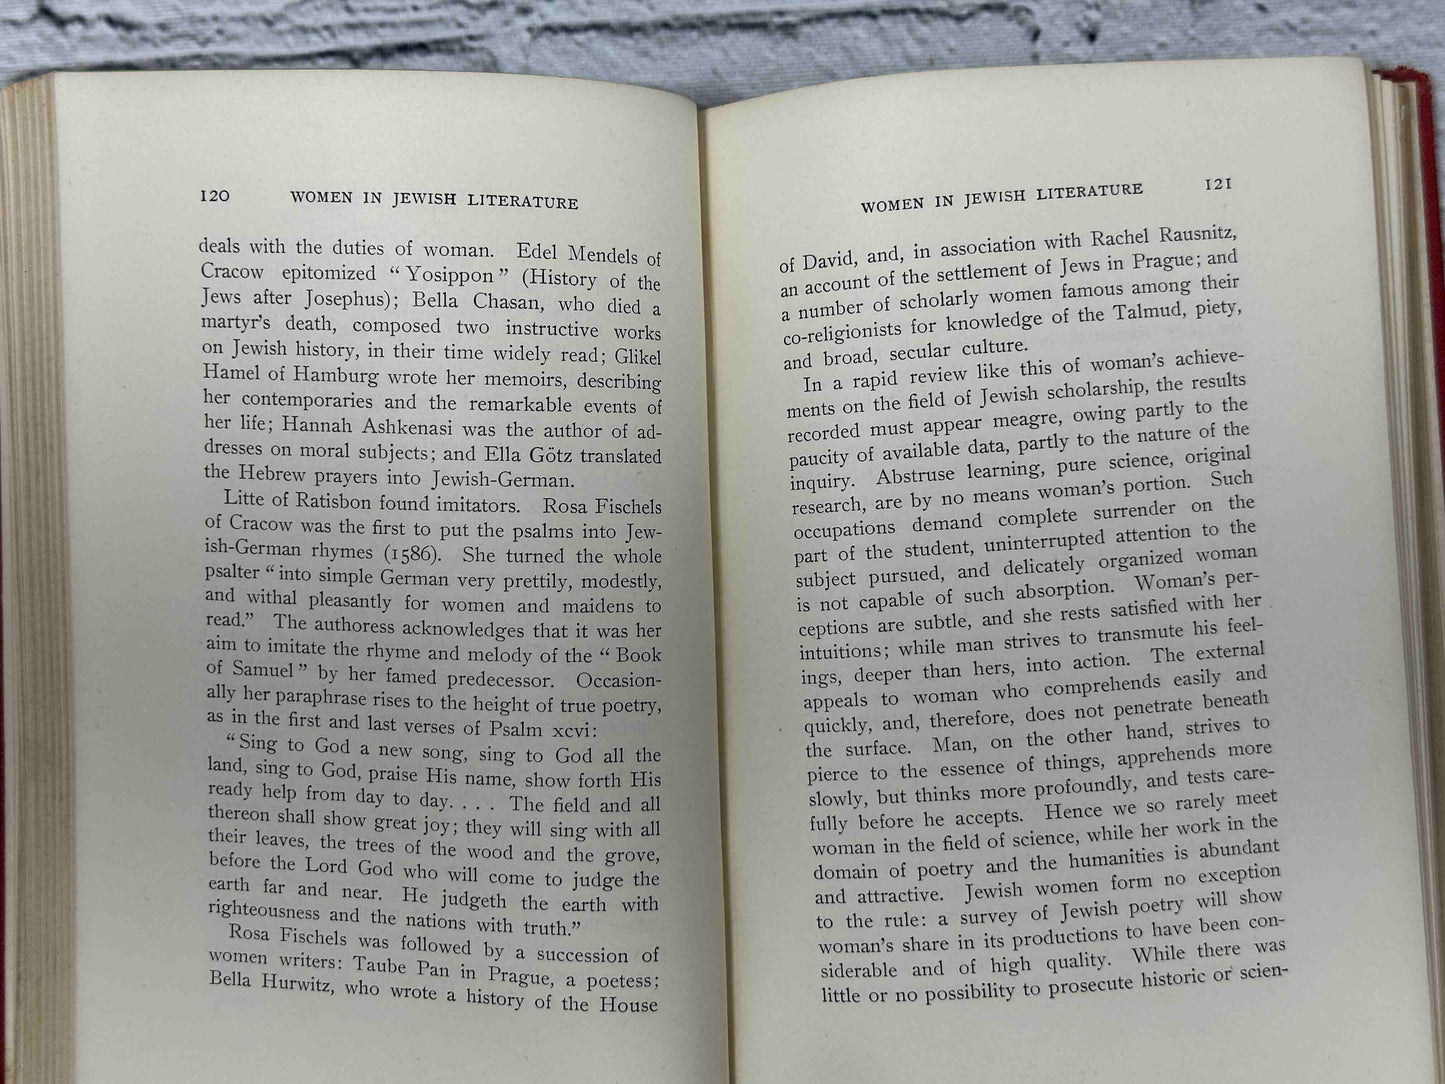 120 WOMEN IN JEWISH LITERATURE
deals with the duties of woman. Edel Mendels of
Cracow epitomized “Yosippon” (History of the
Jews after Josephus); Bella Chasan, who died a
martyr’s death, composed two instructive works
on Jewish history, in their time widely read; Glikel
Hamel of Hamburg wrote her memoirs, describing
her contemporaries and the remarkable events of
her life; Hannah Ashkenasi was the author of ad-
dresses on moral subjects; and Ella Götz translated
the Hebrew prayers into Jewish-German.
Litte of Ratisbon found imitators. Rosa Fischels
of Cracow was the first to put the psalms into Jew-
ish-German rhymes (1586). She turned the whole
psalter “into simple German very prettily, modestly,
and withal pleasantly for women and maidens to
read.” The authoress acknowledges that it was her
aim to imitate the rhyme and melody of the “Book
of Samuel” by her famed predecessor. Occasion-
ally her paraphrase rises to the height of true poetry,
as in the first and last verses of Psalm xcvi:
“Sing to God a new song, sing to God all the
land, sing to God, praise His name, show forth His
ready help from day to day. . . . The field and all
thereon shall show great joy; they will sing with all
their leaves, the trees of the wood and the grove,
before the Lord God who will come to judge the
earth far and near. He judgeth the earth with
righteousness and the nations with truth.”
Rosa Fischels was followed by a succession of
women writers: Taube Pan in Prague, a poetess;
Bella Hurwitz, who wrote a history of the House
WOMEN IN JEWISH LITERATURE 121
of David, and, in association with Rachel Rausnitz,
an account of the settlement of Jews in Prague; and
a number of scholarly women famous among their
co-religionists for knowledge of the Talmud, piety,
and broad, secular culture.
In a rapid review like this of woman’s achieve-
ments on the field of Jewish scholarship, the results
recorded must appear meagre, owing partly to the
paucity of available data, partly to the nature of the
inquiry. Abstruse learning, pure science, original
research, are by no means woman’s portion. Such
occupations demand complete surrender on the
part of the student, uninterrupted attention to the
subject pursued, and delicately organized woman
is not capable of such absorption. Woman’s per-
ceptions are subtle, and she rests satisfied with her
intuitions; while man strives to transmute his feel-
ings, deeper than hers, into action. The external
appeals to woman who comprehends easily and
quickly, and, therefore, does not penetrate beneath
the surface. Man, on the other hand, strives to
pierce to the essence of things, apprehends more
slowly, but thinks more profoundly, and tests care-
fully before he accepts. Hence we so rarely meet
woman in the field of science, while her work in the
domain of poetry and the humanities is abundant
and attractive. Jewish women form no exception
to the rule: a survey of Jewish poetry will show
woman’s share in its productions to have been con-
siderable and of high quality. While there was
little or no possibility to prosecute historic or scien-